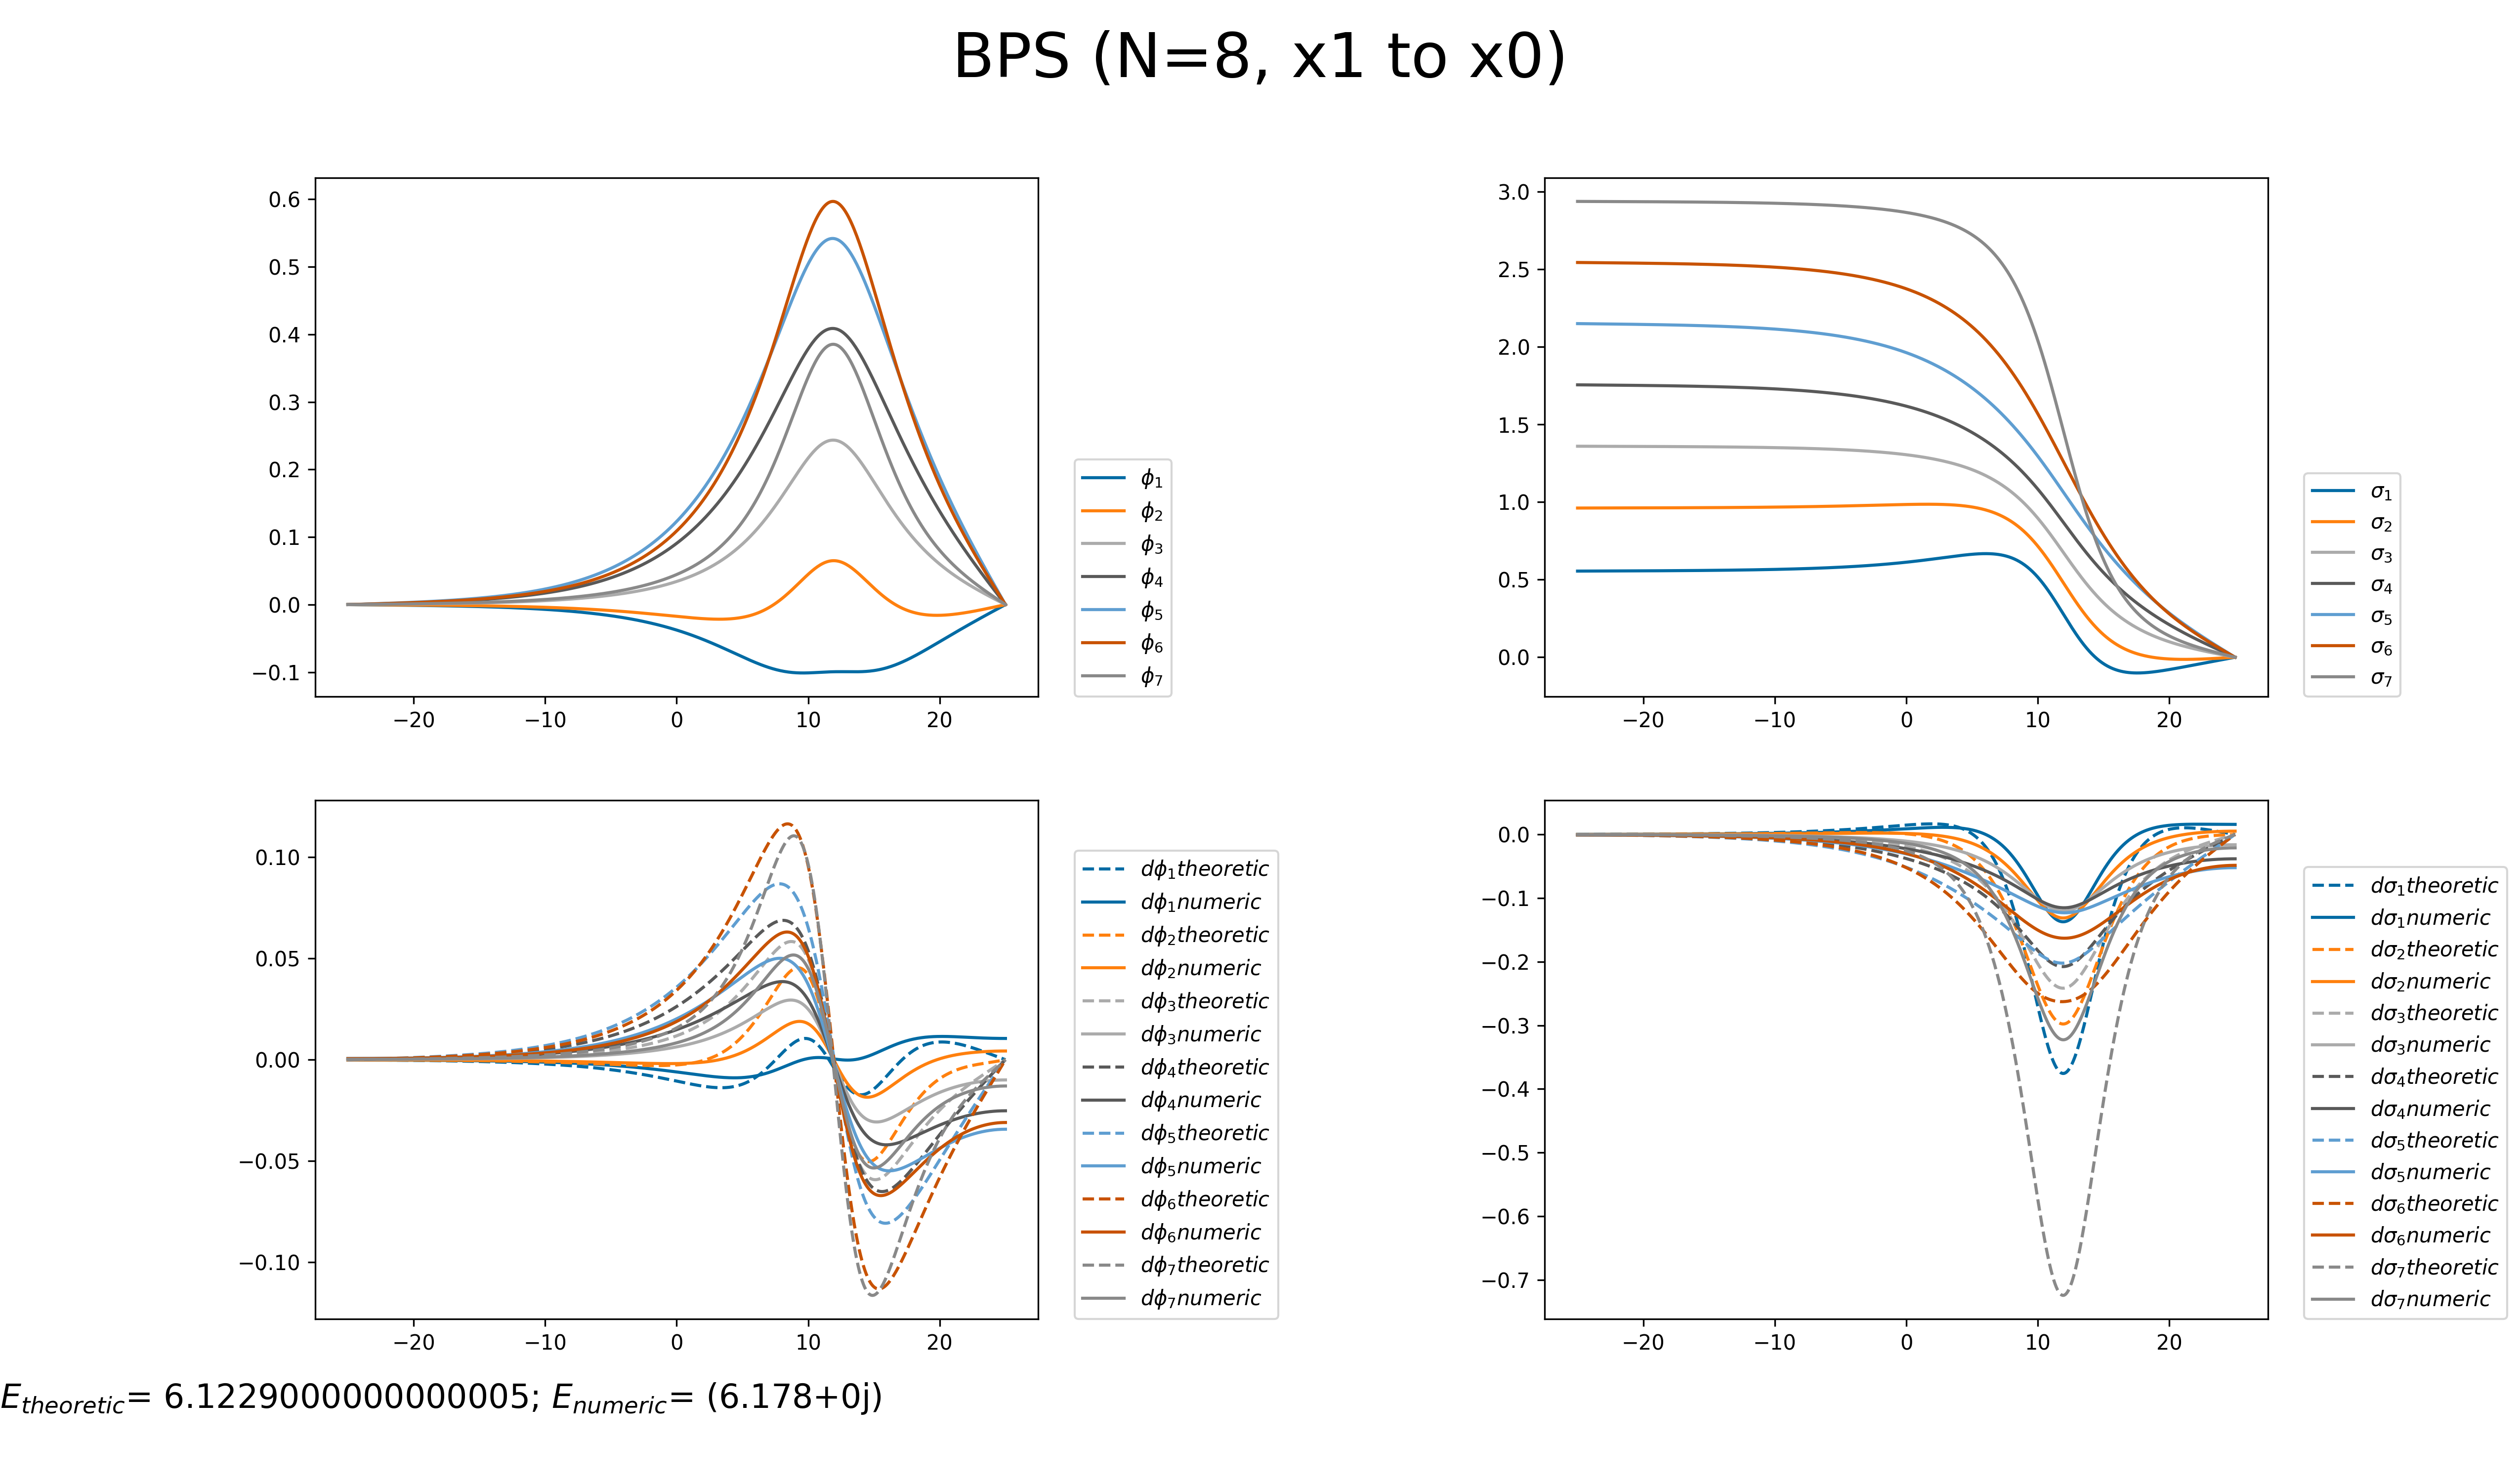 BPS (N=8, x1 to x0)
0.6
0.5
0.4
0.3
0.2
0.1
0.0
−0.1
−20 −10 0 10 20
ϕ1
ϕ2
ϕ3
ϕ4
ϕ5
ϕ6
ϕ7
3.0
2.5
2.0
1.5
1.0
0.5
0.0
−20 −10 0 10 20
σ1
σ2
σ3
σ4
σ5
σ6
σ7
0.10
0.05
0.00
−0.05
−0.10
−20 −10 0 10 20
dϕ1theoretic
dϕ1numeric
dϕ2theoretic
dϕ2numeric
dϕ3theoretic
dϕ3numeric
dϕ4theoretic
dϕ4numeric
dϕ5theoretic
dϕ5numeric
dϕ6theoretic
dϕ6numeric
dϕ7theoretic
dϕ7numeric
0.0
−0.1
−0.2
−0.3
−0.4
−0.5
−0.6
−0.7
−20 −10 0 10 20
dσ1theoretic
dσ1numeric
dσ2theoretic
dσ2numeric
dσ3theoretic
dσ3numeric
dσ4theoretic
dσ4numeric
dσ5theoretic
dσ5numeric
dσ6theoretic
dσ6numeric
dσ7theoretic
dσ7numeric
Etheoretic= 6.1229000000000005; Enumeric= (6.178+0j)